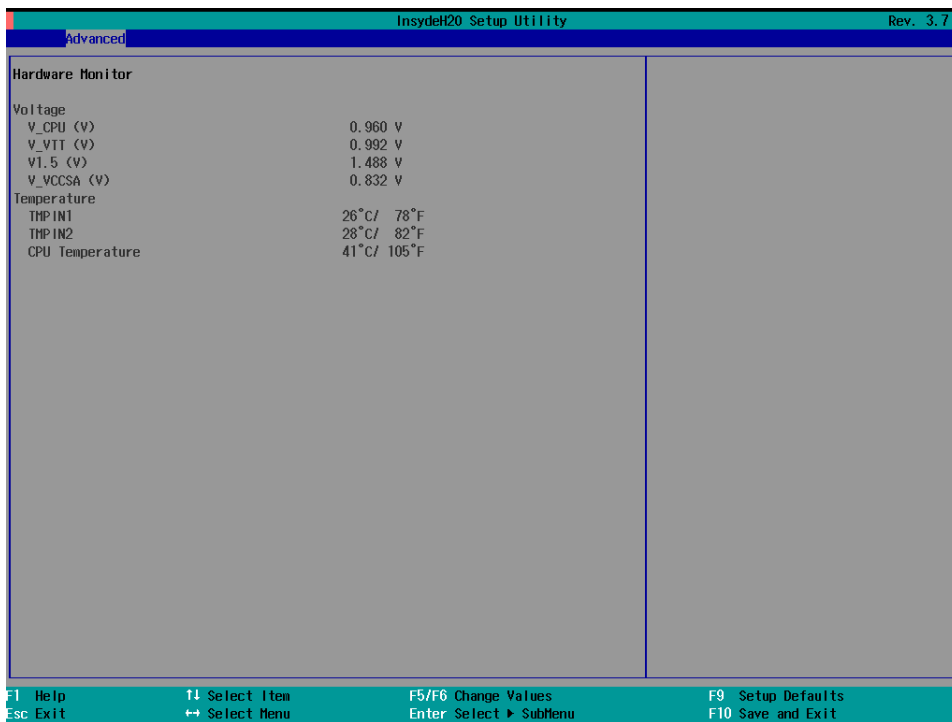 InsydeH2O Setup Utility Rev. 3.7
Advanced
Hardware Monitor
Voltage
V_CPU (V) 0.960 V
V_VTT (V) 0.992 V
V1.5 (V) 1.488 V
V_VCCSA (V) 0.832 V
Temperature
TMPIN1 26°C/ 78°F
TMPIN2 28°C/ 82°F
CPU Temperature 41°C/ 105°F
F1 Help ↑↓ Select Item F5/F6 Change Values F9 Setup Defaults
Esc Exit ↔ Select Menu Enter Select ▶ SubMenu F10 Save and Exit